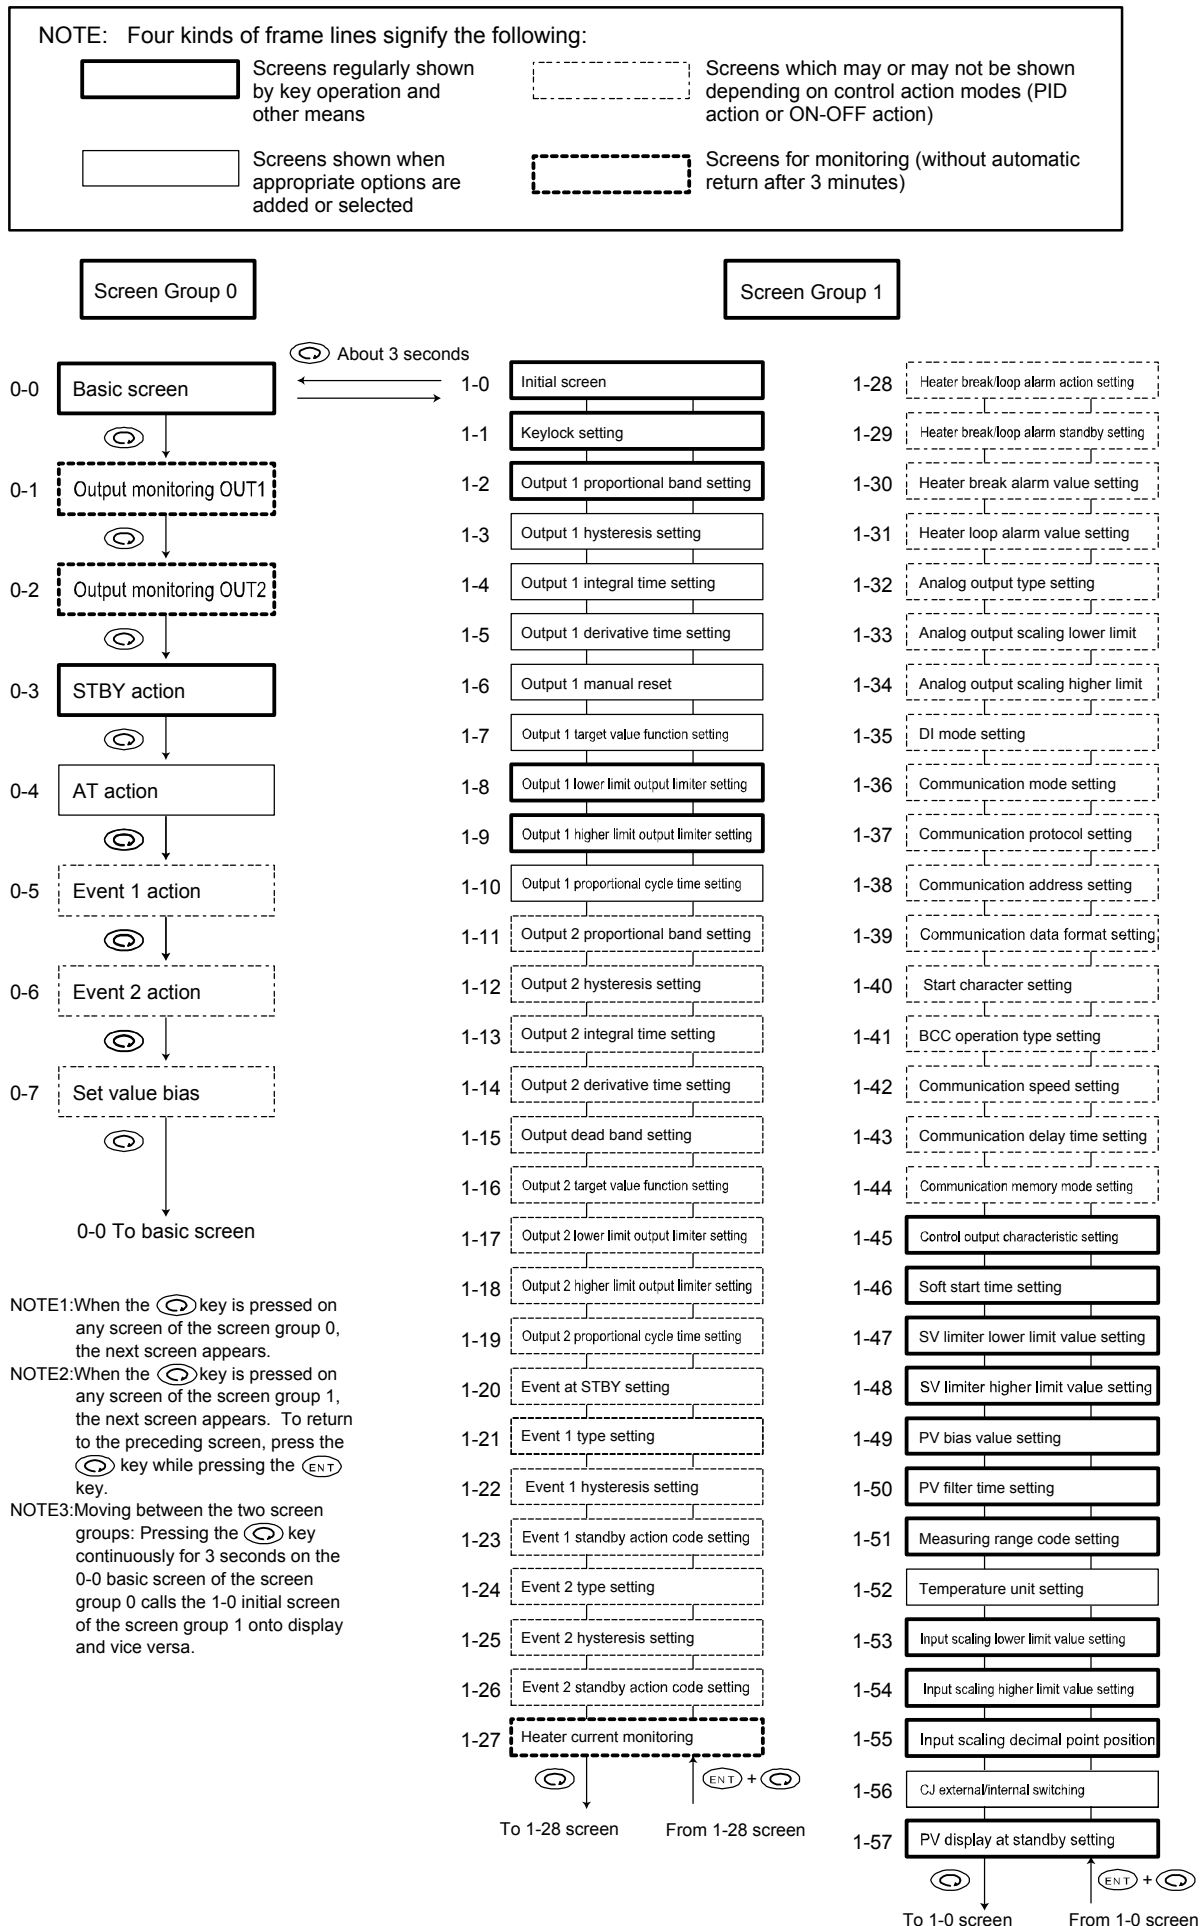 NOTE: Four kinds of frame lines signify the following:
Screens regularly shown
by key operation and
other means
Screens which may or may not be shown
depending on control action modes (PID
action or ON-OFF action)
Screens shown when
appropriate options are
added or selected
Screens for monitoring (without automatic
return after 3 minutes)
Screen Group 0
Screen Group 1
About 3 seconds
0-0 Basic screen
0-1 Output monitoring OUT1
0-2 Output monitoring OUT2
0-3 STBY action
0-4 AT action
0-5 Event 1 action
0-6 Event 2 action
0-7 Set value bias
0-0 To basic screen
NOTE1:When the key is pressed on
any screen of the screen group 0,
the next screen appears.
NOTE2:When the key is pressed on
any screen of the screen group 1,
the next screen appears. To return
to the preceding screen, press the
key while pressing the ENT
key.
NOTE3:Moving between the two screen
groups: Pressing the key
continuously for 3 seconds on the
0-0 basic screen of the screen
group 0 calls the 1-0 initial screen
of the screen group 1 onto display
and vice versa.
1-0 Initial screen
1-1 Keylock setting
1-2 Output 1 proportional band setting
1-3 Output 1 hysteresis setting
1-4 Output 1 integral time setting
1-5 Output 1 derivative time setting
1-6 Output 1 manual reset
1-7 Output 1 target value function setting
1-8 Output 1 lower limit output limiter setting
1-9 Output 1 higher limit output limiter setting
1-10 Output 1 proportional cycle time setting
1-11 Output 2 proportional band setting
1-12 Output 2 hysteresis setting
1-13 Output 2 integral time setting
1-14 Output 2 derivative time setting
1-15 Output dead band setting
1-16 Output 2 target value function setting
1-17 Output 2 lower limit output limiter setting
1-18 Output 2 higher limit output limiter setting
1-19 Output 2 proportional cycle time setting
1-20 Event at STBY setting
1-21 Event 1 type setting
1-22 Event 1 hysteresis setting
1-23 Event 1 standby action code setting
1-24 Event 2 type setting
1-25 Event 2 hysteresis setting
1-26 Event 2 standby action code setting
1-27 Heater current monitoring
ENT +
To 1-28 screen From 1-28 screen
1-28 Heater break/loop alarm action setting
1-29 Heater break/loop alarm standby setting
1-30 Heater break alarm value setting
1-31 Heater loop alarm value setting
1-32 Analog output type setting
1-33 Analog output scaling lower limit
1-34 Analog output scaling higher limit
1-35 DI mode setting
1-36 Communication mode setting
1-37 Communication protocol setting
1-38 Communication address setting
1-39 Communication data format setting
1-40 Start character setting
1-41 BCC operation type setting
1-42 Communication speed setting
1-43 Communication delay time setting
1-44 Communication memory mode setting
1-45 Control output characteristic setting
1-46 Soft start time setting
1-47 SV limiter lower limit value setting
1-48 SV limiter higher limit value setting
1-49 PV bias value setting
1-50 PV filter time setting
1-51 Measuring range code setting
1-52 Temperature unit setting
1-53 Input scaling lower limit value setting
1-54 Input scaling higher limit value setting
1-55 Input scaling decimal point position
1-56 CJ external/internal switching
1-57 PV display at standby setting
ENT +
To 1-0 screen From 1-0 screen